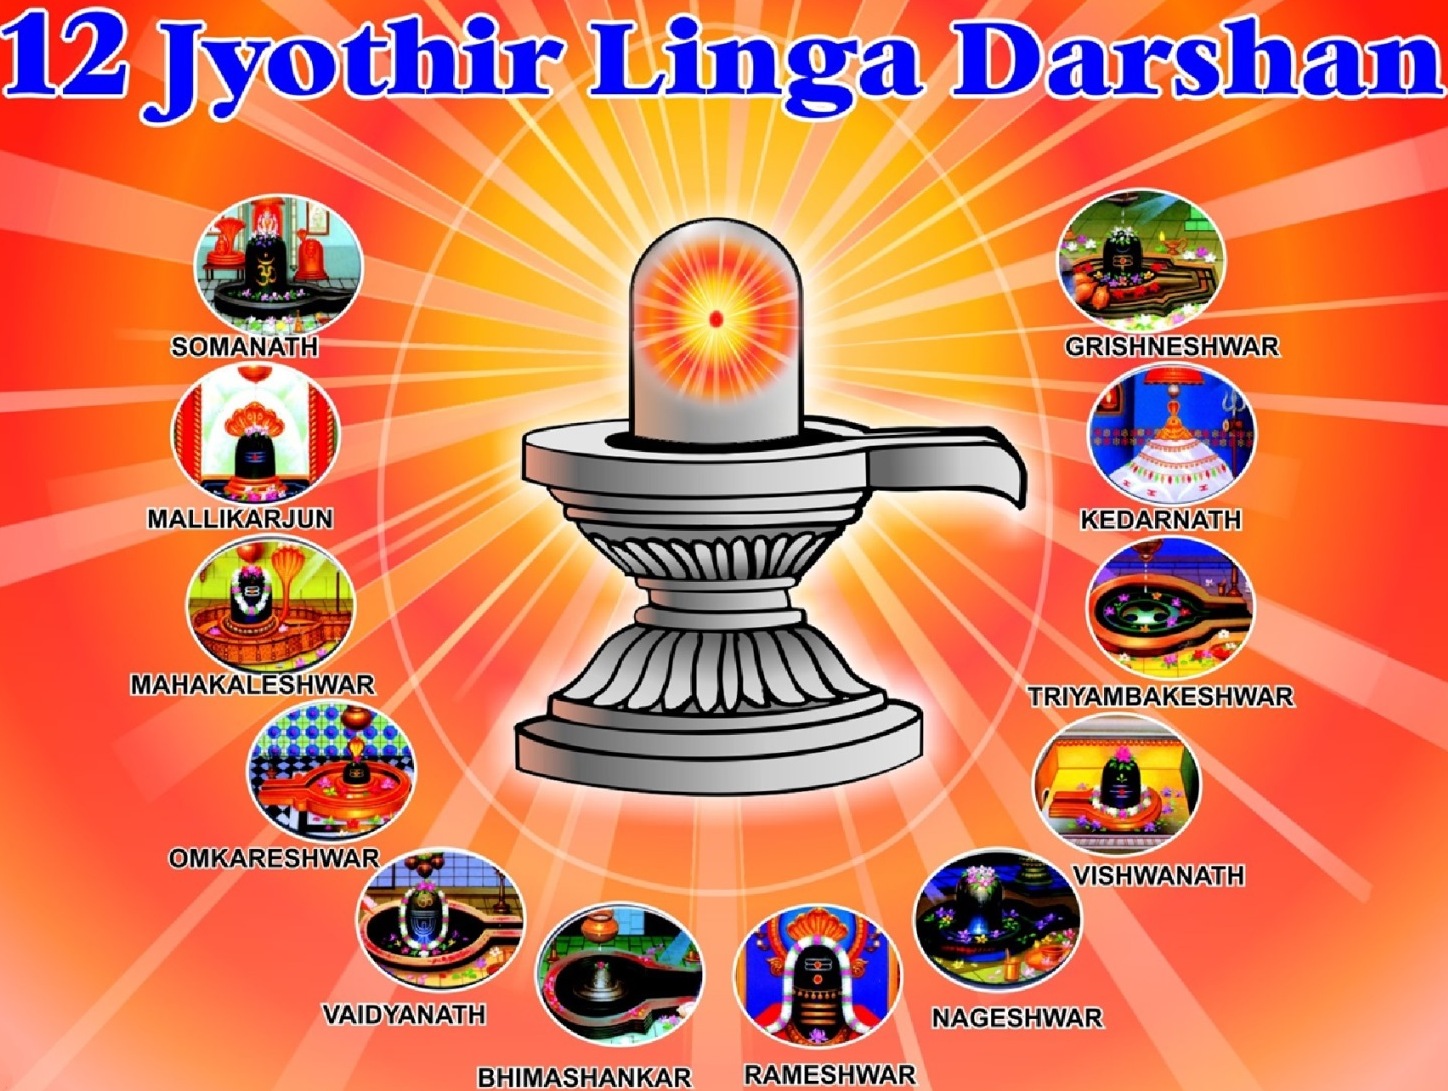 12 Jyothir Linga Darshan
SOMANATH
GRISHNESHWAR
MALLIKARJUN
KEDARNATH
MAHAKALESHWAR
TRIYAMBAKESHWAR
OMKARESHWAR
VISHWANATH
VAIDYANATH
NAGESHWAR
BHIMASHANKAR
RAMESHWAR